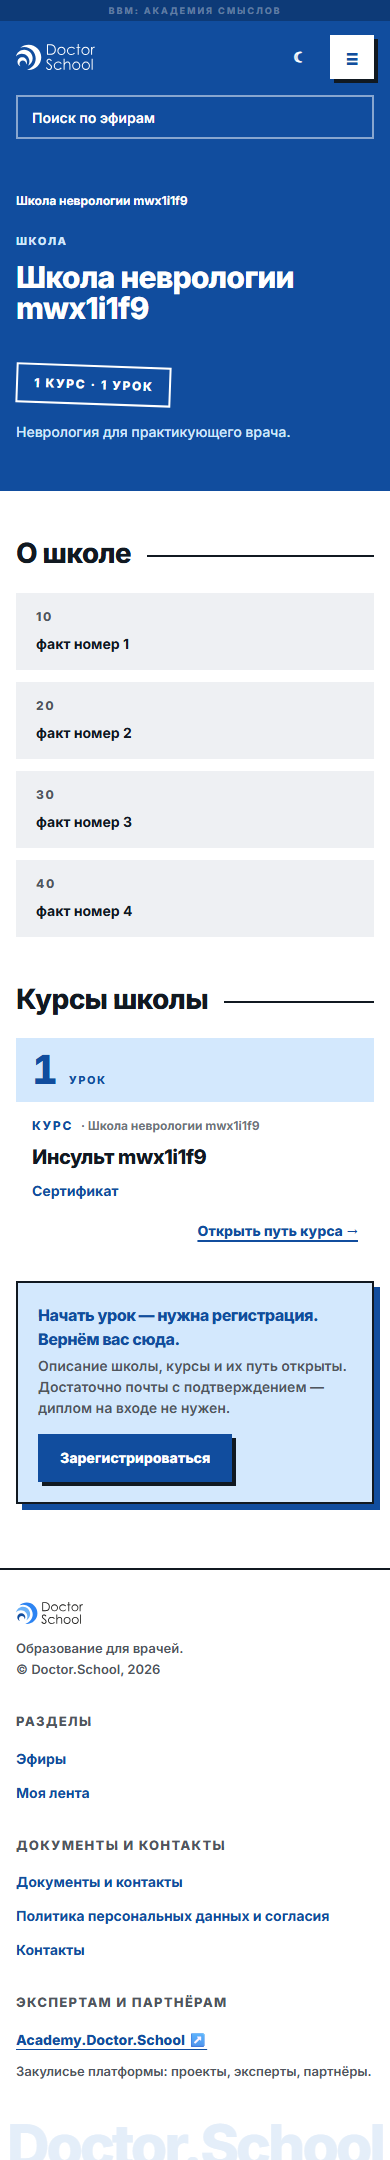 ВВМ: АКАДЕМИЯ СМЫСЛОВ
Doctor
School
Поиск по эфирам
Школа неврологии mwx1i1f9
ШКОЛА
Школа неврологии
mwx1i1f9
1 КУРС · 1 УРОК
Неврология для практикующего врача.
О школе
10
факт номер 1
20
факт номер 2
30
факт номер 3
40
факт номер 4
Курсы школы
1 УРОК
КУРС · Школа неврологии mwx1i1f9
Инсульт mwx1i1f9
Сертификат
Открыть путь курса →
Начать урок — нужна регистрация.
Вернём вас сюда.
Описание школы, курсы и их путь открыты.
Достаточно почты с подтверждением —
диплом на входе не нужен.
Зарегистрироваться
Doctor
School
Образование для врачей.
© Doctor.School, 2026
РАЗДЕЛЫ
Эфиры
Моя лента
ДОКУМЕНТЫ И КОНТАКТЫ
Документы и контакты
Политика персональных данных и согласия
Контакты
ЭКСПЕРТАМ И ПАРТНЁРАМ
Academy.Doctor.School ↗
Закулисье платформы: проекты, эксперты, партнёры.
Doctor.School